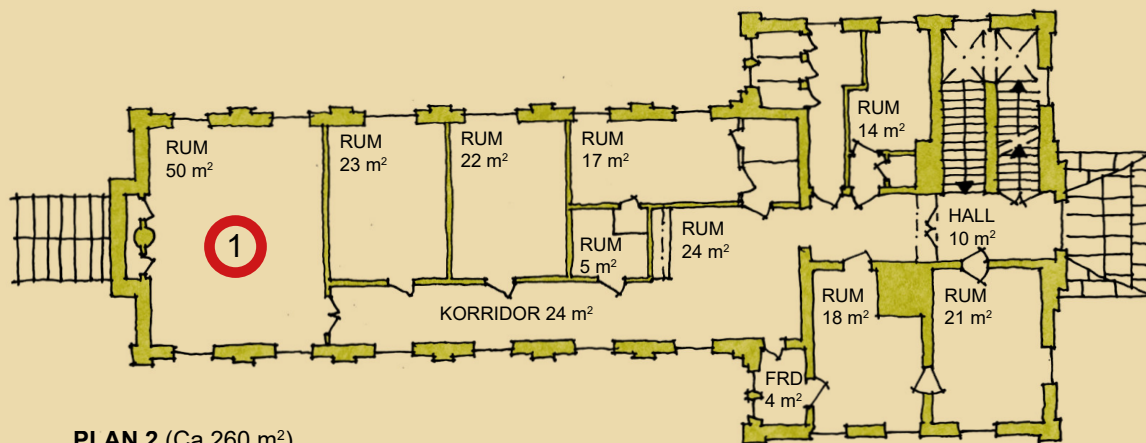 RUM
50 m²
RUM
23 m²
RUM
22 m²
RUM
17 m²
RUM
14 m²
1
RUM
5 m²
RUM
24 m²
HALL
10 m²
KORRIDOR 24 m²
RUM
18 m²
RUM
21 m²
FRD
4 m²
PLAN 2 (Ca 260 m²)